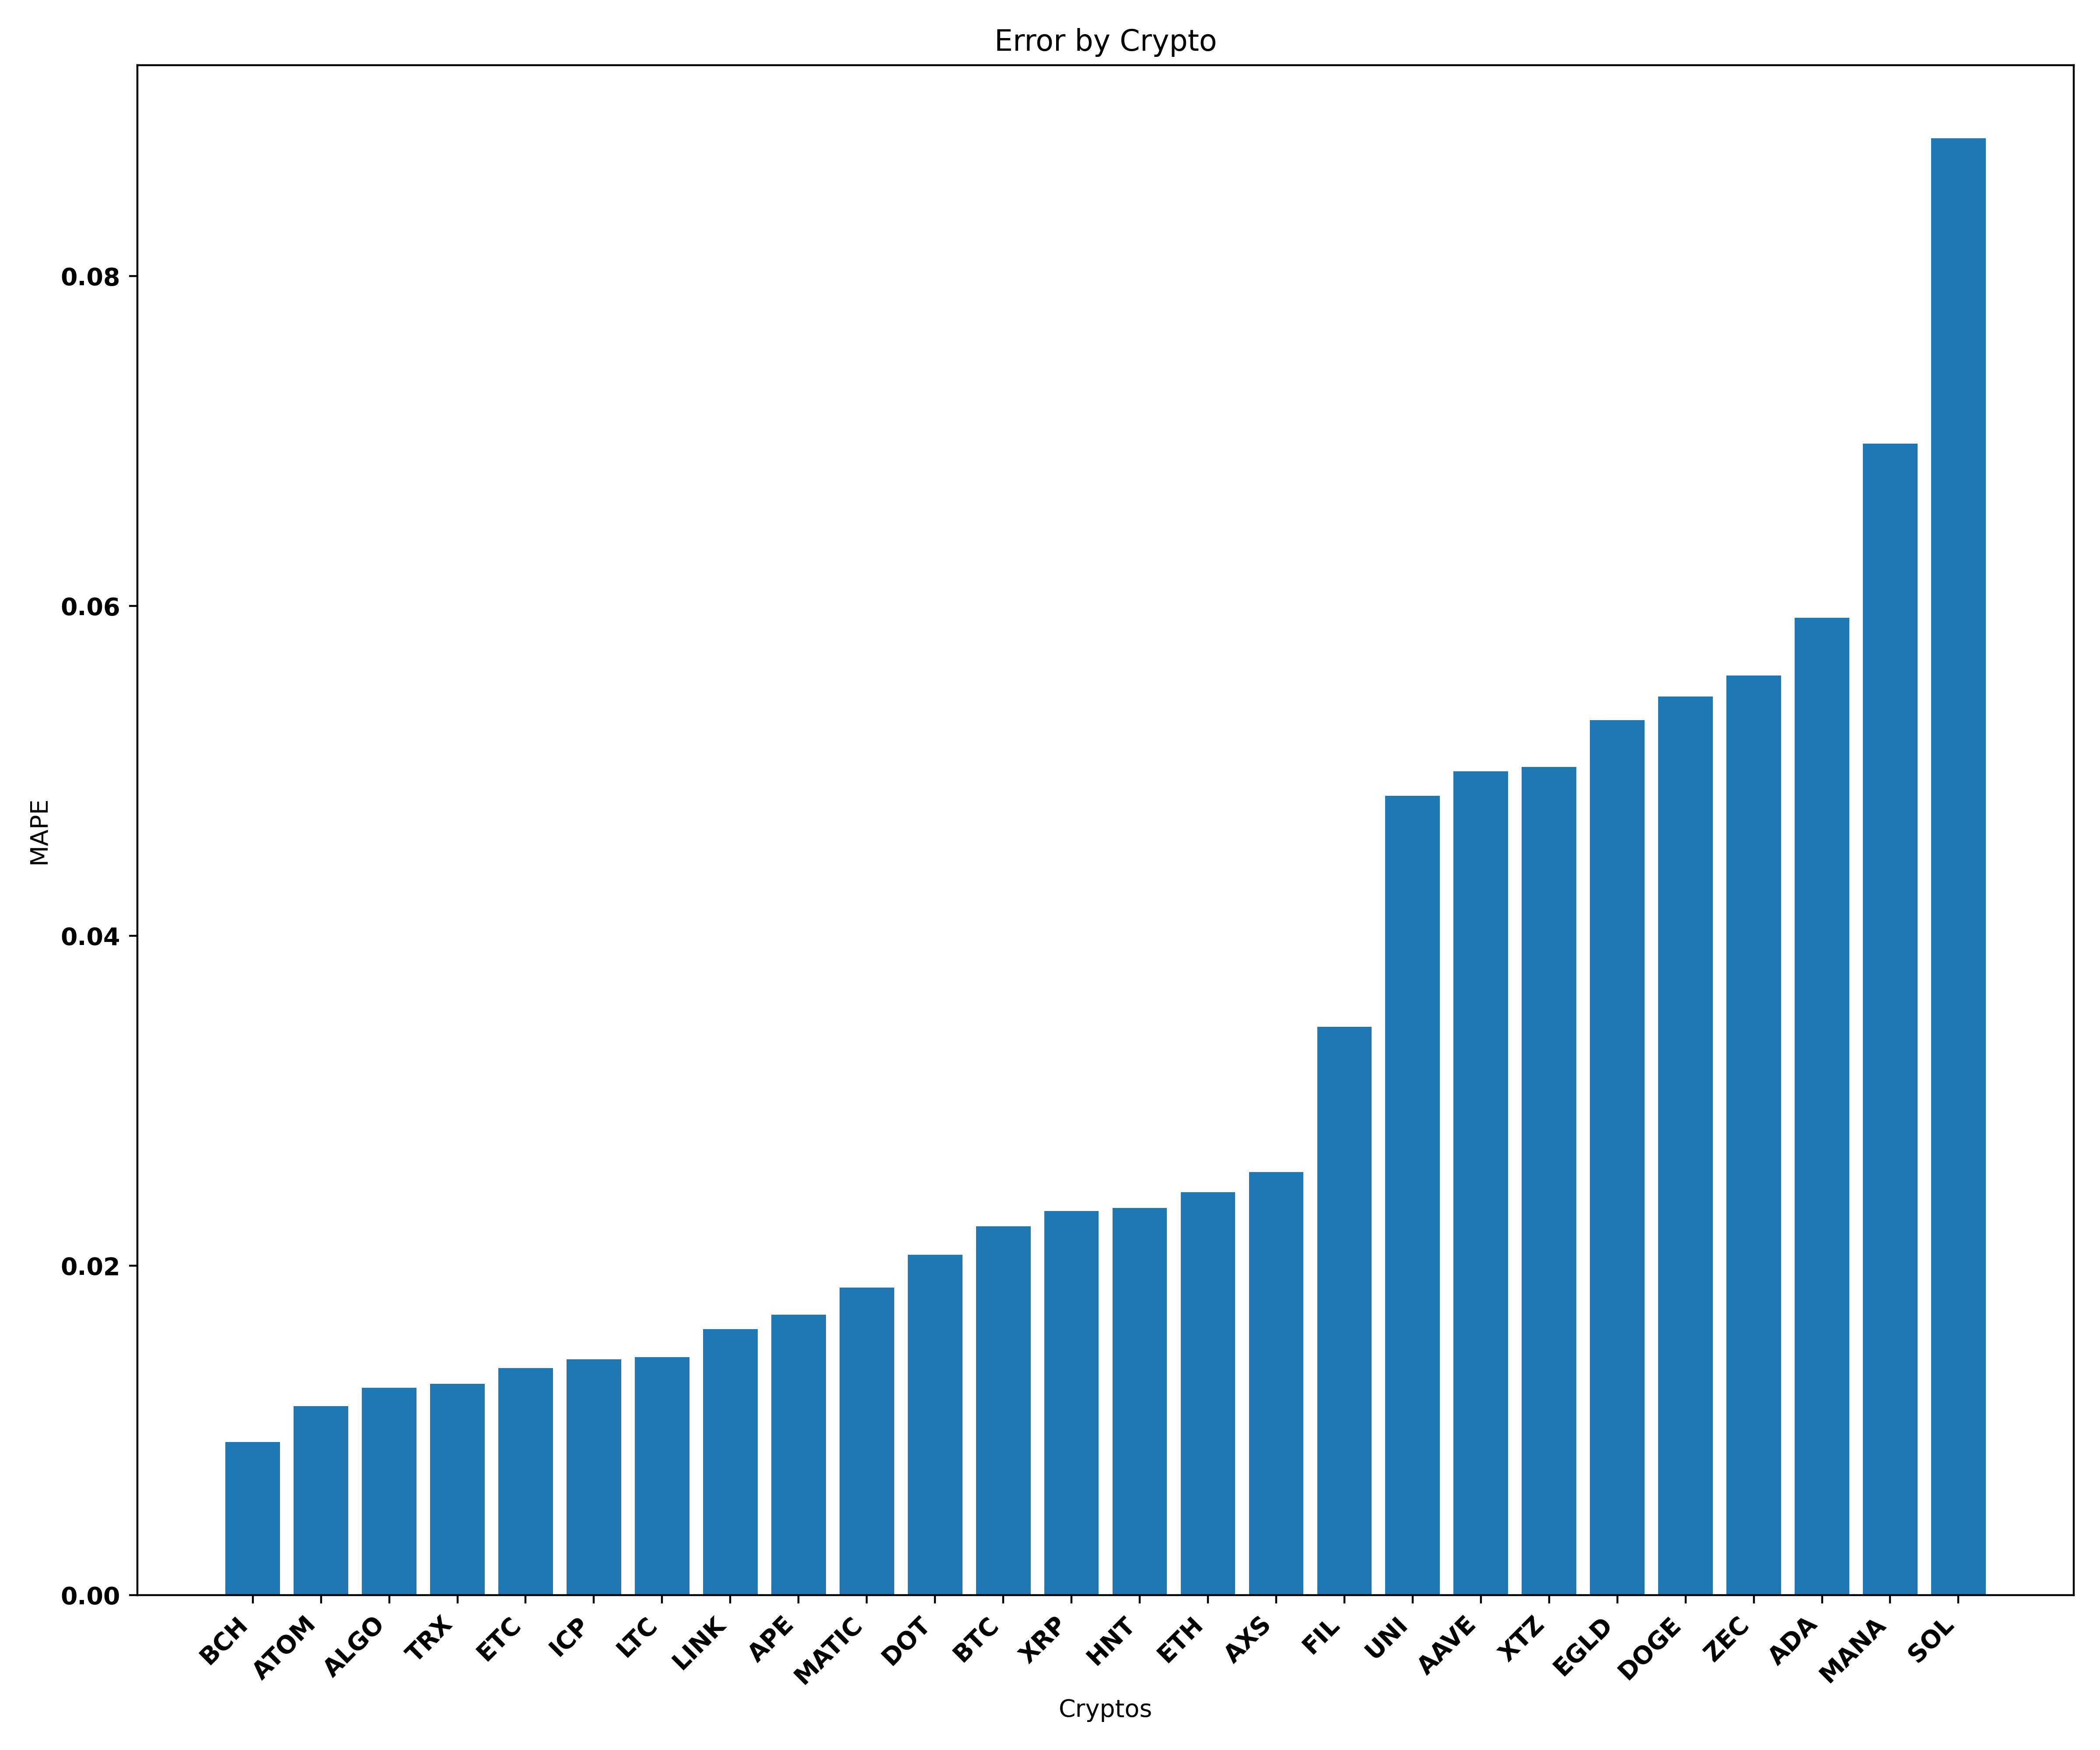 Error by Crypto
MAPE
0.08
0.06
0.04
0.02
0.00
BCH
ATOM
ALGO
TRX
ETC
ICP
LTC
LINK
APE
MATIC
DOT
BTC
XRP
HNT
ETH
AXS
FIL
UNI
AAVE
XTZ
EGLD
DOGE
ZEC
ADA
MANA
SOL
Cryptos